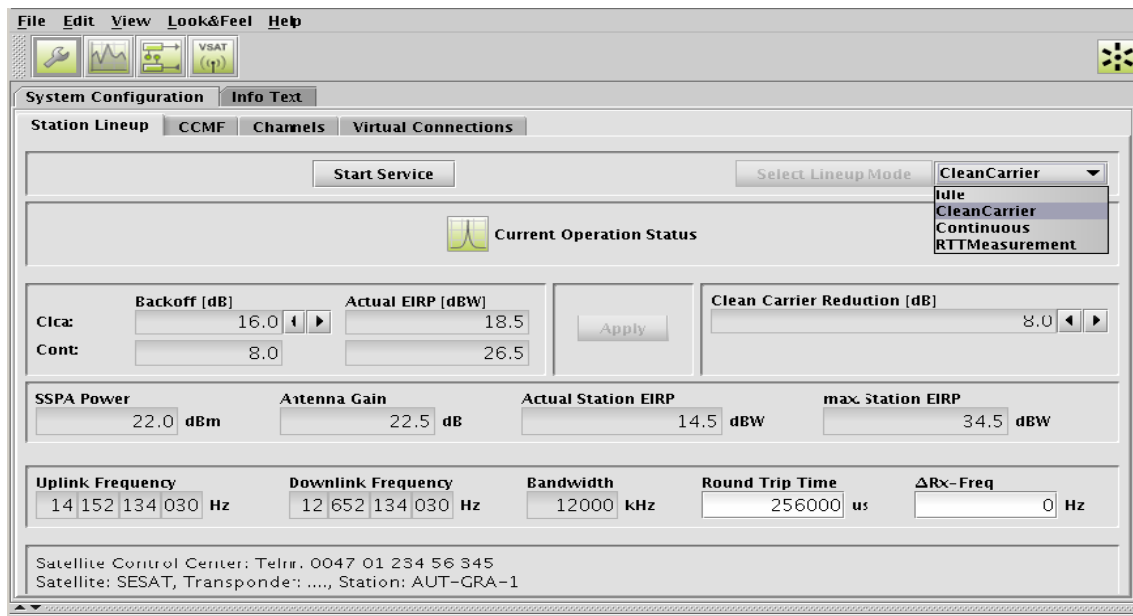 File Edit View Look&Feel Help
VSAT
System Configuration Info Text
Station Lineup CCMF Channels Virtual Connections
Start Service Select Lineup Mode CleanCarrier
Idle
CleanCarrier
Continuous
RTTMeasurement
Current Operation Status
Backoff [dB] Actual EIRP [dBW] Clean Carrier Reduction [dB]
Clca: 16.0 18.5 Apply 8.0
Cont: 8.0 26.5
SSPA Power Antenna Gain Actual Station EIRP max. Station EIRP
22.0 dBm 22.5 dB 14.5 dBW 34.5 dBW
Uplink Frequency Downlink Frequency Bandwidth Round Trip Time ΔRx-Freq
14 152 134 030 Hz 12 652 134 030 Hz 12000 kHz 256000 us 0 Hz
Satellite Control Center: Telnr. 0047 01 234 56 345
Satellite: SESAT, Transponder: ...., Station: AUT-GRA-1